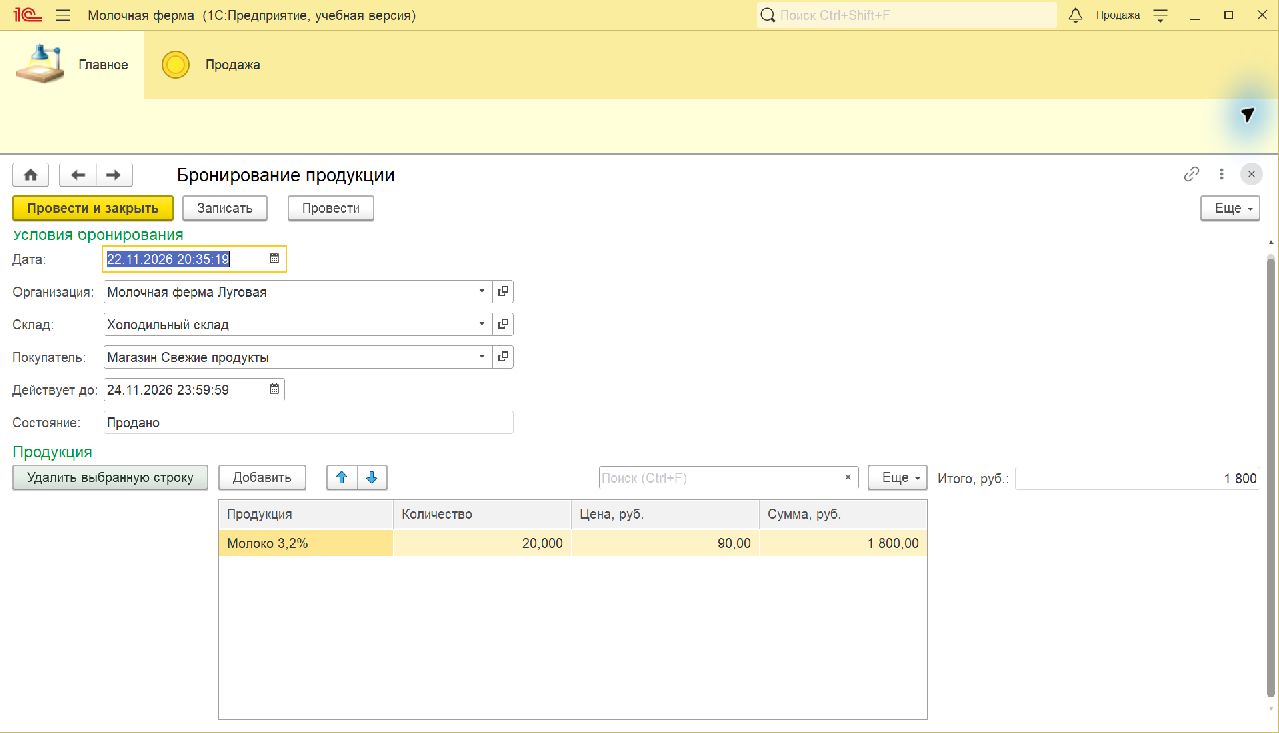 1С Молочная ферма (1С:Предприятие, учебная версия) Поиск Ctrl+Shift+F Продажа
Главное Продажа
Бронирование продукции
Провести и закрыть Записать Провести Еще
Условия бронирования
Дата: 22.11.2026 20:35:19
Организация: Молочная ферма Луговая
Склад: Холодильный склад
Покупатель: Магазин Свежие продукты
Действует до: 24.11.2026 23:59:59
Состояние: Продано
Продукция
Удалить выбранную строку Добавить Поиск (Ctrl+F) × Еще Итого, руб.: 1 800
Продукция Количество Цена, руб. Сумма, руб.
Молоко 3,2% 20,000 90,00 1 800,00